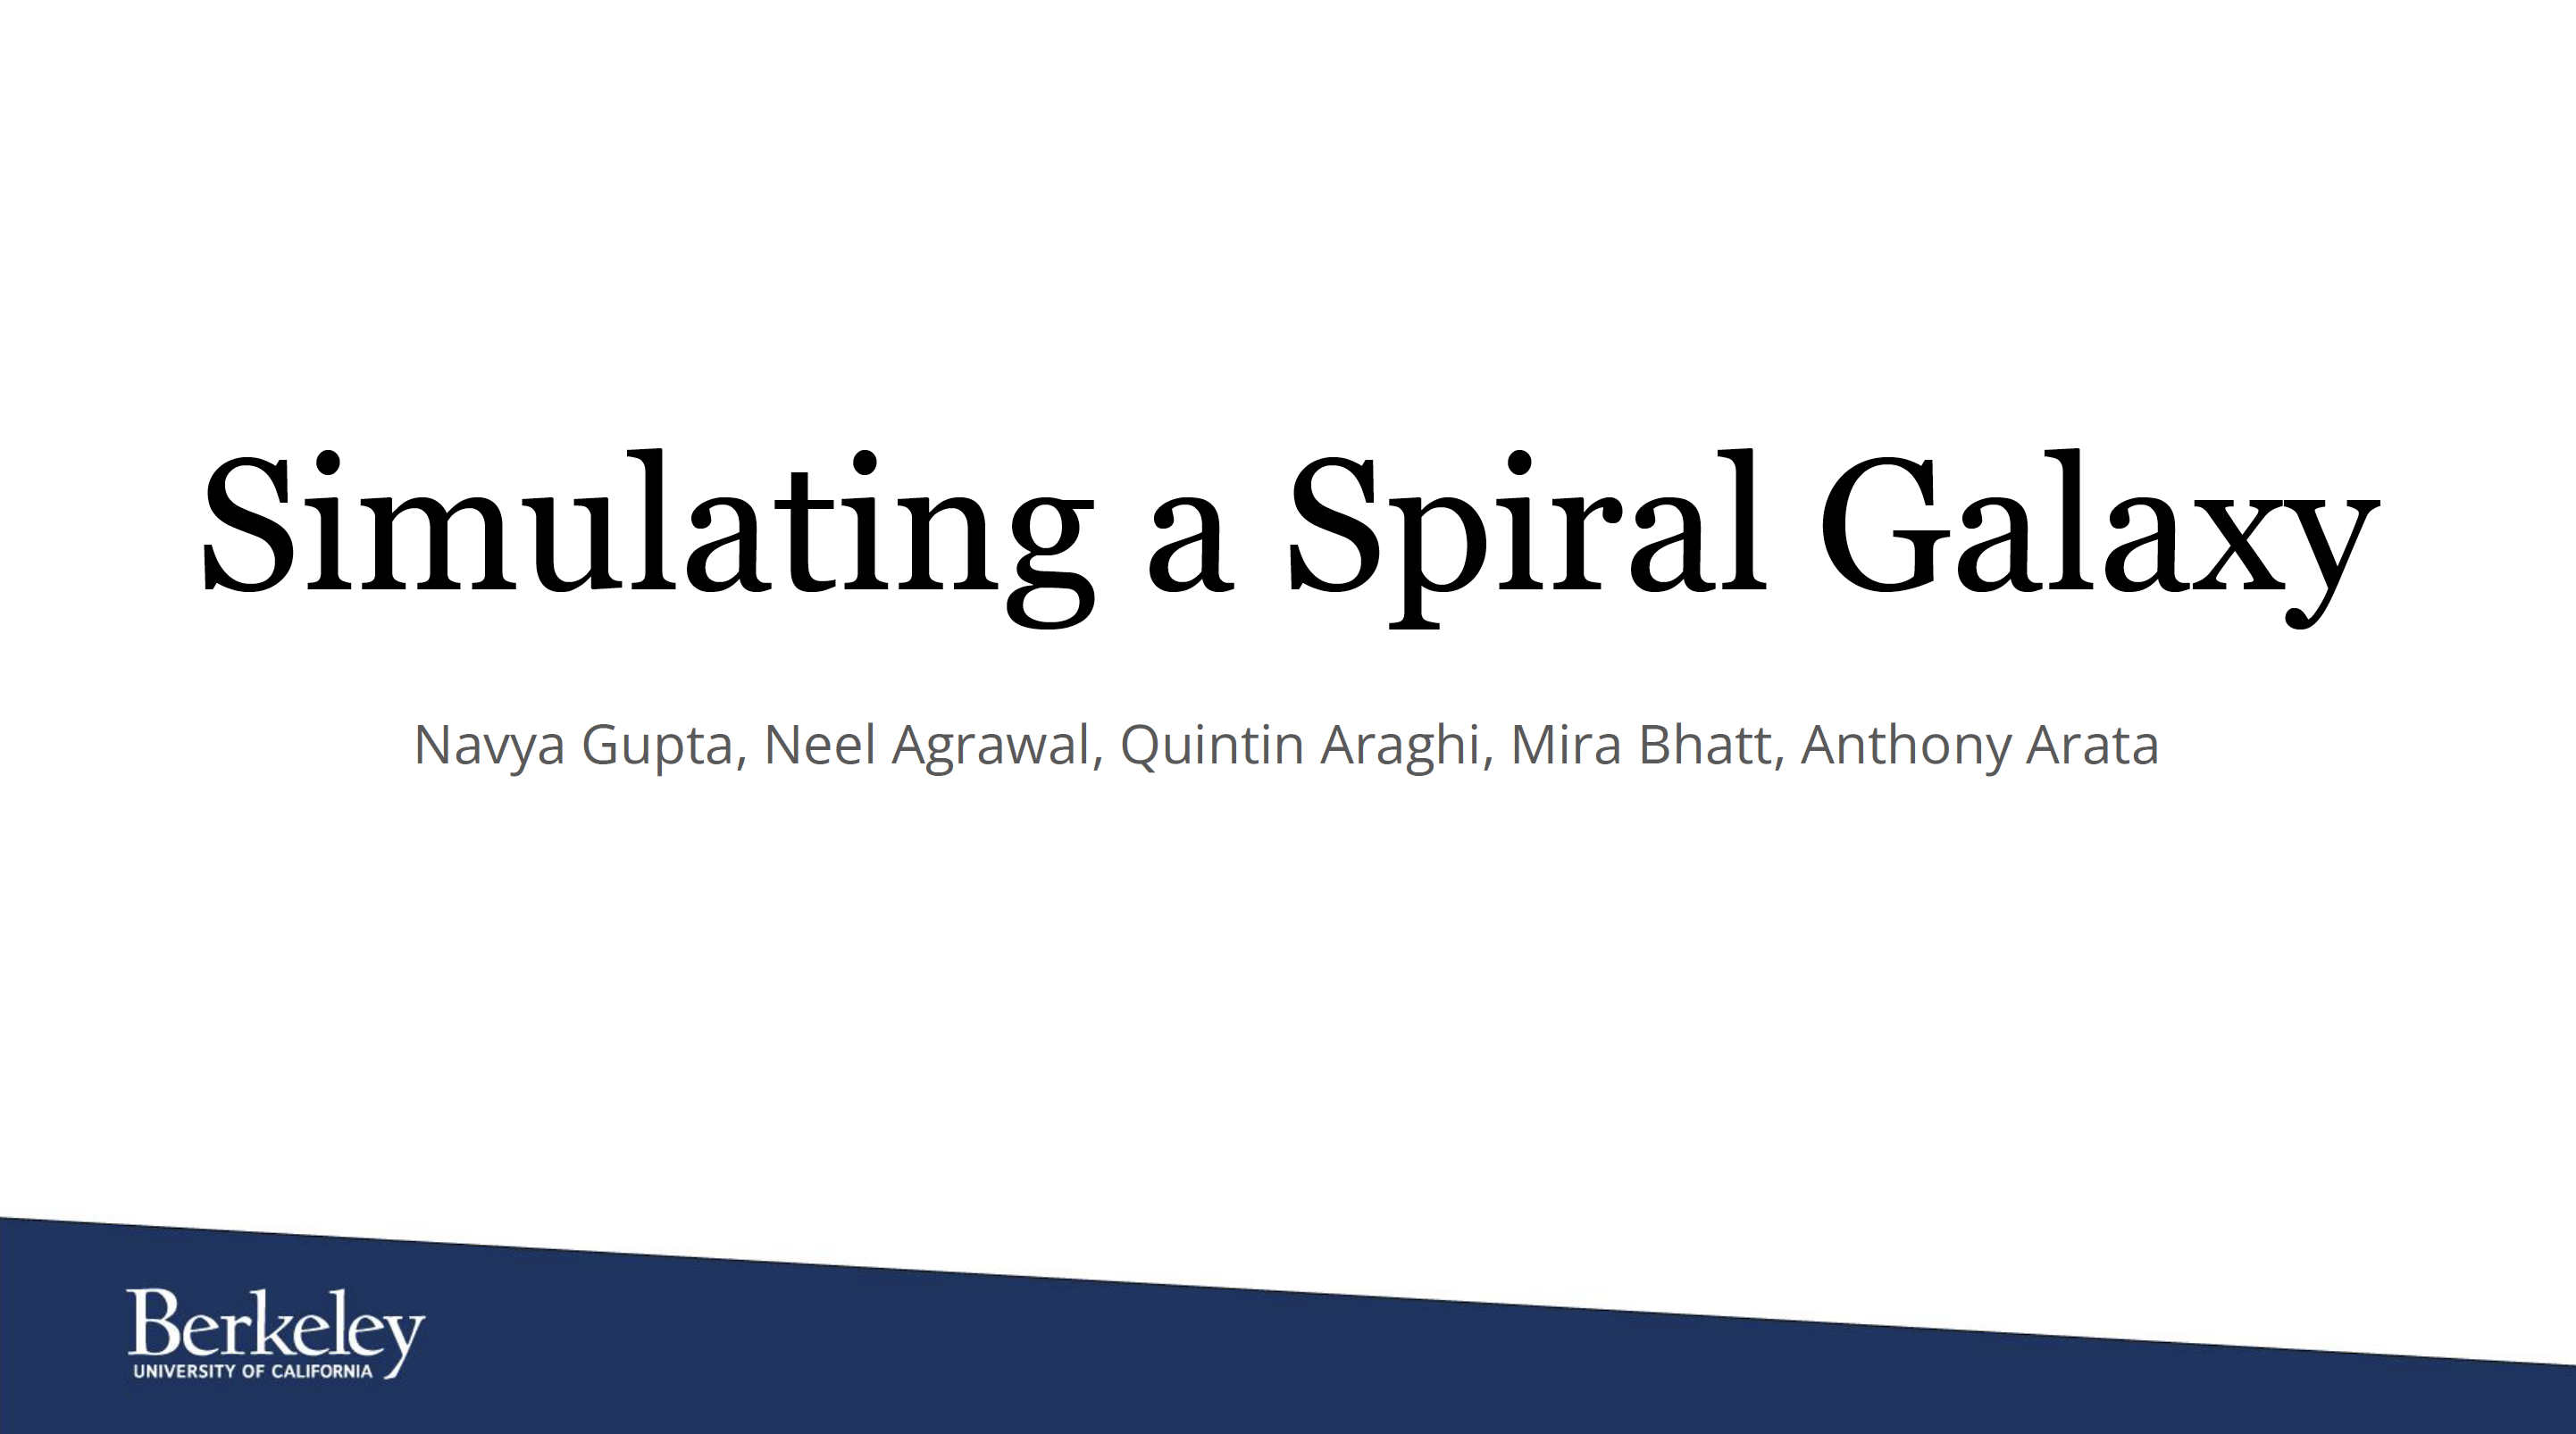 Simulating a Spiral Galaxy
Navya Gupta, Neel Agrawal, Quintin Araghi, Mira Bhatt, Anthony Arata
Berkeley
UNIVERSITY OF CALIFORNIA